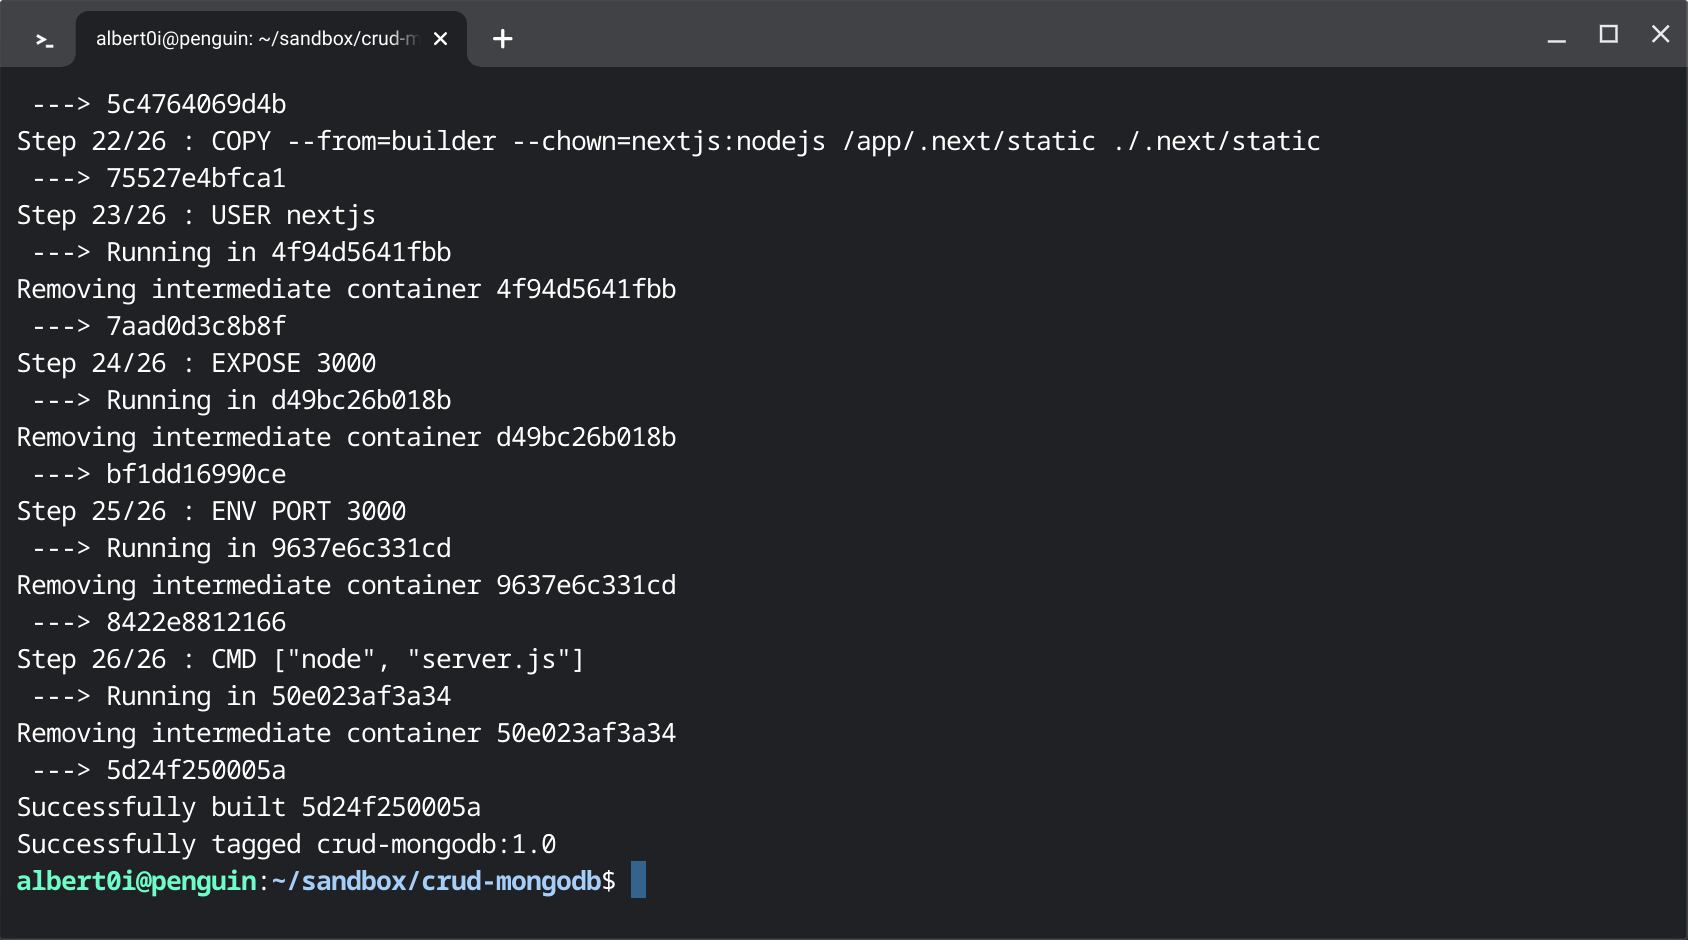 >_ albert0i@penguin: ~/sandbox/crud-m
---> 5c4764069d4b
Step 22/26 : COPY --from=builder --chown=nextjs:nodejs /app/.next/static ./.next/static
---> 75527e4bfca1
Step 23/26 : USER nextjs
---> Running in 4f94d5641fbb
Removing intermediate container 4f94d5641fbb
---> 7aad0d3c8b8f
Step 24/26 : EXPOSE 3000
---> Running in d49bc26b018b
Removing intermediate container d49bc26b018b
---> bf1dd16990ce
Step 25/26 : ENV PORT 3000
---> Running in 9637e6c331cd
Removing intermediate container 9637e6c331cd
---> 8422e8812166
Step 26/26 : CMD ["node", "server.js"]
---> Running in 50e023af3a34
Removing intermediate container 50e023af3a34
---> 5d24f250005a
Successfully built 5d24f250005a
Successfully tagged crud-mongodb:1.0
albert0i@penguin:~/sandbox/crud-mongodb$